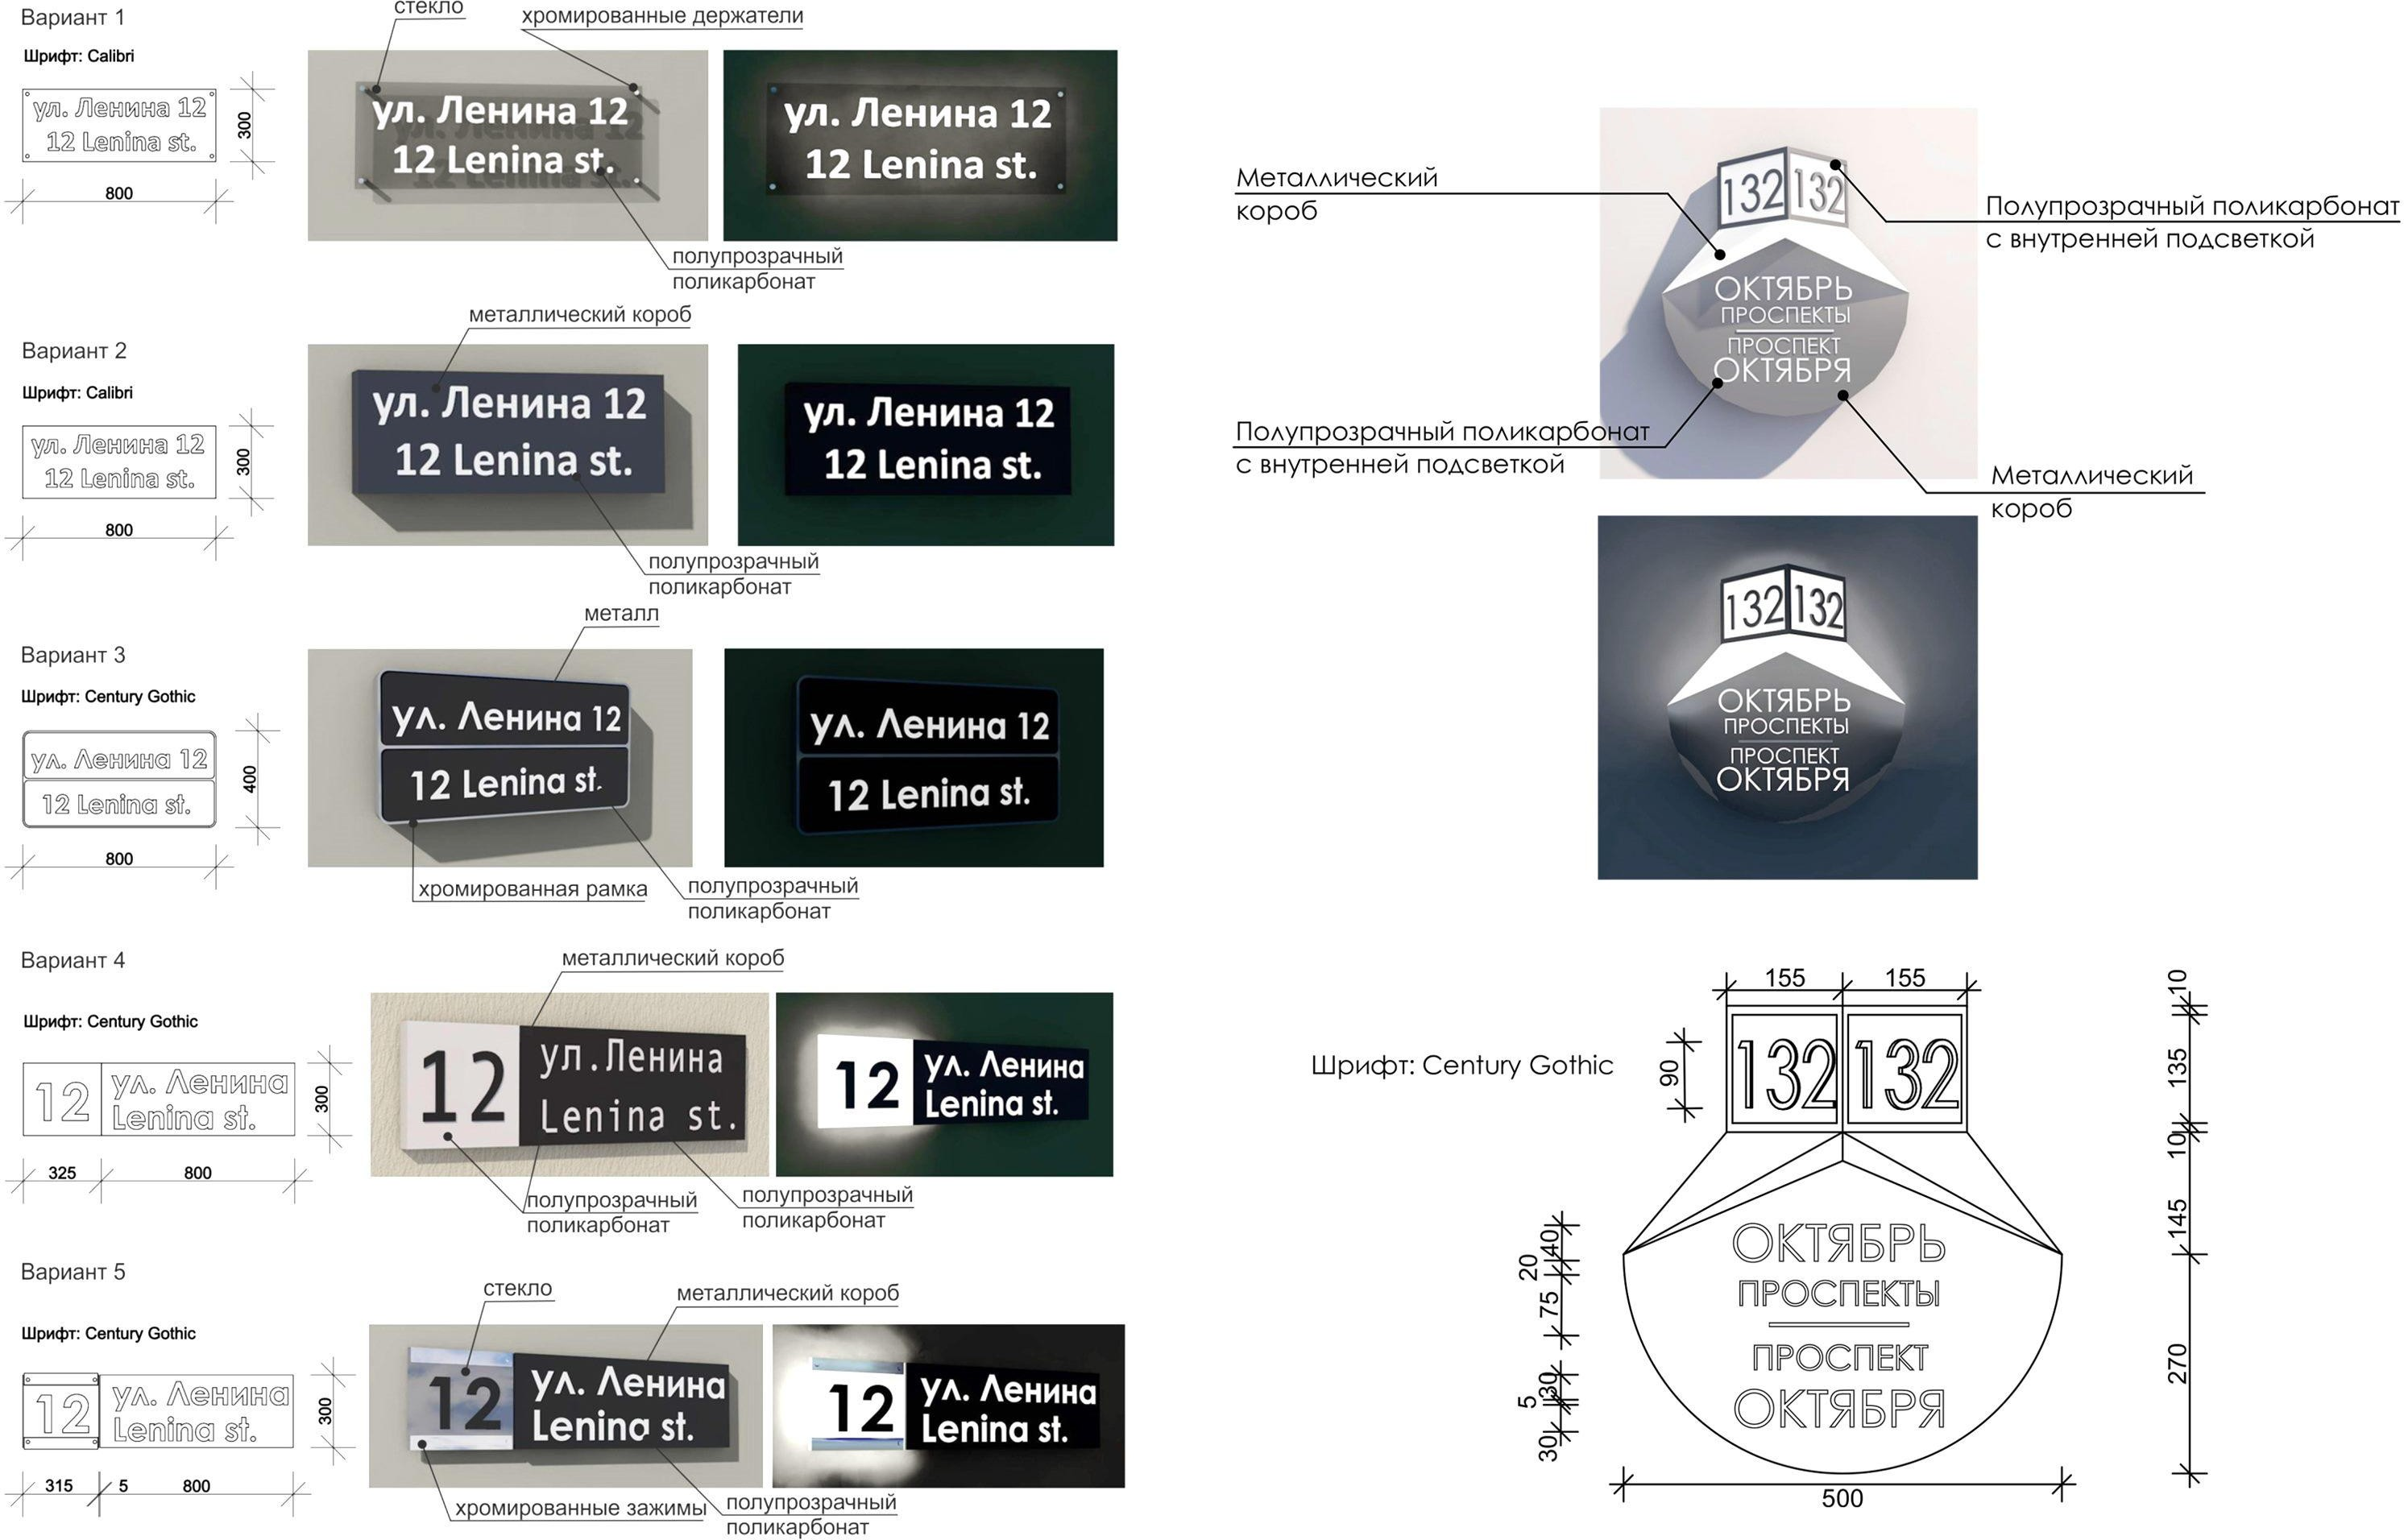 Вариант 1
Шрифт: Calibri
ул. Ленина 12
12 Lenina st.
300
800
стекло
хромированные держатели
ул. Ленина 12
12 Lenina st.
ул. Ленина 12
12 Lenina st.
полупрозрачный
поликарбонат
Вариант 2
Шрифт: Calibri
ул. Ленина 12
12 Lenina st.
300
800
металлический короб
ул. Ленина 12
12 Lenina st.
ул. Ленина 12
12 Lenina st.
полупрозрачный
поликарбонат
Вариант 3
Шрифт: Century Gothic
ул. Ленина 12
12 Lenina st.
400
800
металл
ул. Ленина 12
12 Lenina st.
ул. Ленина 12
12 Lenina st.
хромированная рамка
полупрозрачный
поликарбонат
Вариант 4
Шрифт: Century Gothic
12
ул. Ленина
Lenina st.
300
325
800
металлический короб
12
ул.Ленина
Lenina st.
12
ул. Ленина
Lenina st.
полупрозрачный
поликарбонат
полупрозрачный
поликарбонат
Вариант 5
Шрифт: Century Gothic
12
ул. Ленина
Lenina st.
300
315
5
800
стекло
металлический короб
12
ул. Ленина
Lenina st.
12
ул. Ленина
Lenina st.
хромированные зажимы
полупрозрачный
поликарбонат
Металлический
короб
Полупрозрачный поликарбонат
с внутренней подсветкой
132 132
ОКТЯБРЬ
ПРОСПЕКТЫ
ПРОСПЕКТ
ОКТЯБРЯ
Полупрозрачный поликарбонат
с внутренней подсветкой
Металлический
короб
132 132
ОКТЯБРЬ
ПРОСПЕКТЫ
ПРОСПЕКТ
ОКТЯБРЯ
Шрифт: Century Gothic
155 155
90
132 132
ОКТЯБРЬ
ПРОСПЕКТЫ
ПРОСПЕКТ
ОКТЯБРЯ
40
20
75
30
5
30
10
135
10
145
270
500